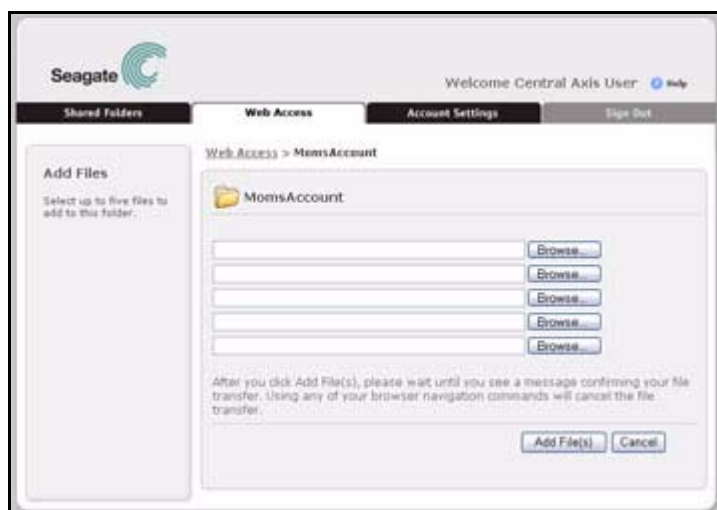 Seagate
Welcome Central Axis User ? Help
Shared Folders Web Access Account Settings Sign Out
Web Access > MomsAccount
Add Files
Select up to five files to
add to this folder.
MomsAccount
Browse...
Browse...
Browse...
Browse...
Browse...
After you click Add File(s), please wait until you see a message confirming your file
transfer. Using any of your browser navigation commands will cancel the file
transfer.
Add File(s) Cancel